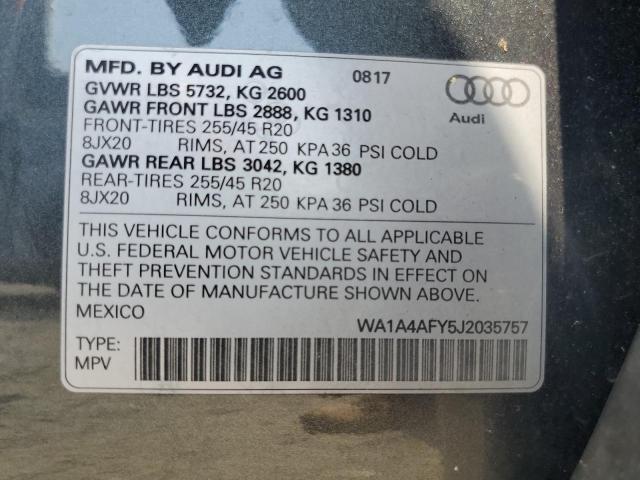 MFD. BY AUDI AG 0817
GVWR LBS 5732, KG 2600
GAWR FRONT LBS 2888, KG 1310
FRONT-TIRES 255/45 R20
8JX20 RIMS, AT 250 KPA 36 PSI COLD
GAWR REAR LBS 3042, KG 1380
REAR-TIRES 255/45 R20
8JX20 RIMS, AT 250 KPA 36 PSI COLD
Audi
THIS VEHICLE CONFORMS TO ALL APPLICABLE
U.S. FEDERAL MOTOR VEHICLE SAFETY AND
THEFT PREVENTION STANDARDS IN EFFECT ON
THE DATE OF MANUFACTURE SHOWN ABOVE.
MEXICO WA1A4AFY5J2035757
TYPE:
MPV